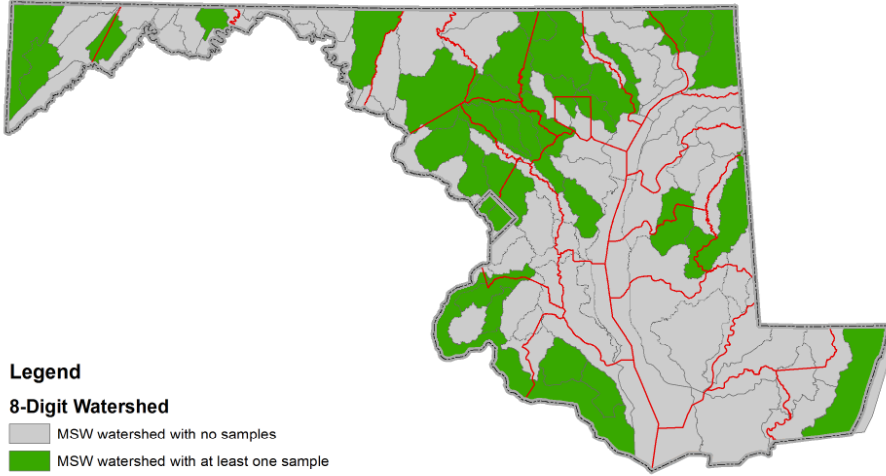 Legend
8-Digit Watershed
MSW watershed with no samples
MSW watershed with at least one sample